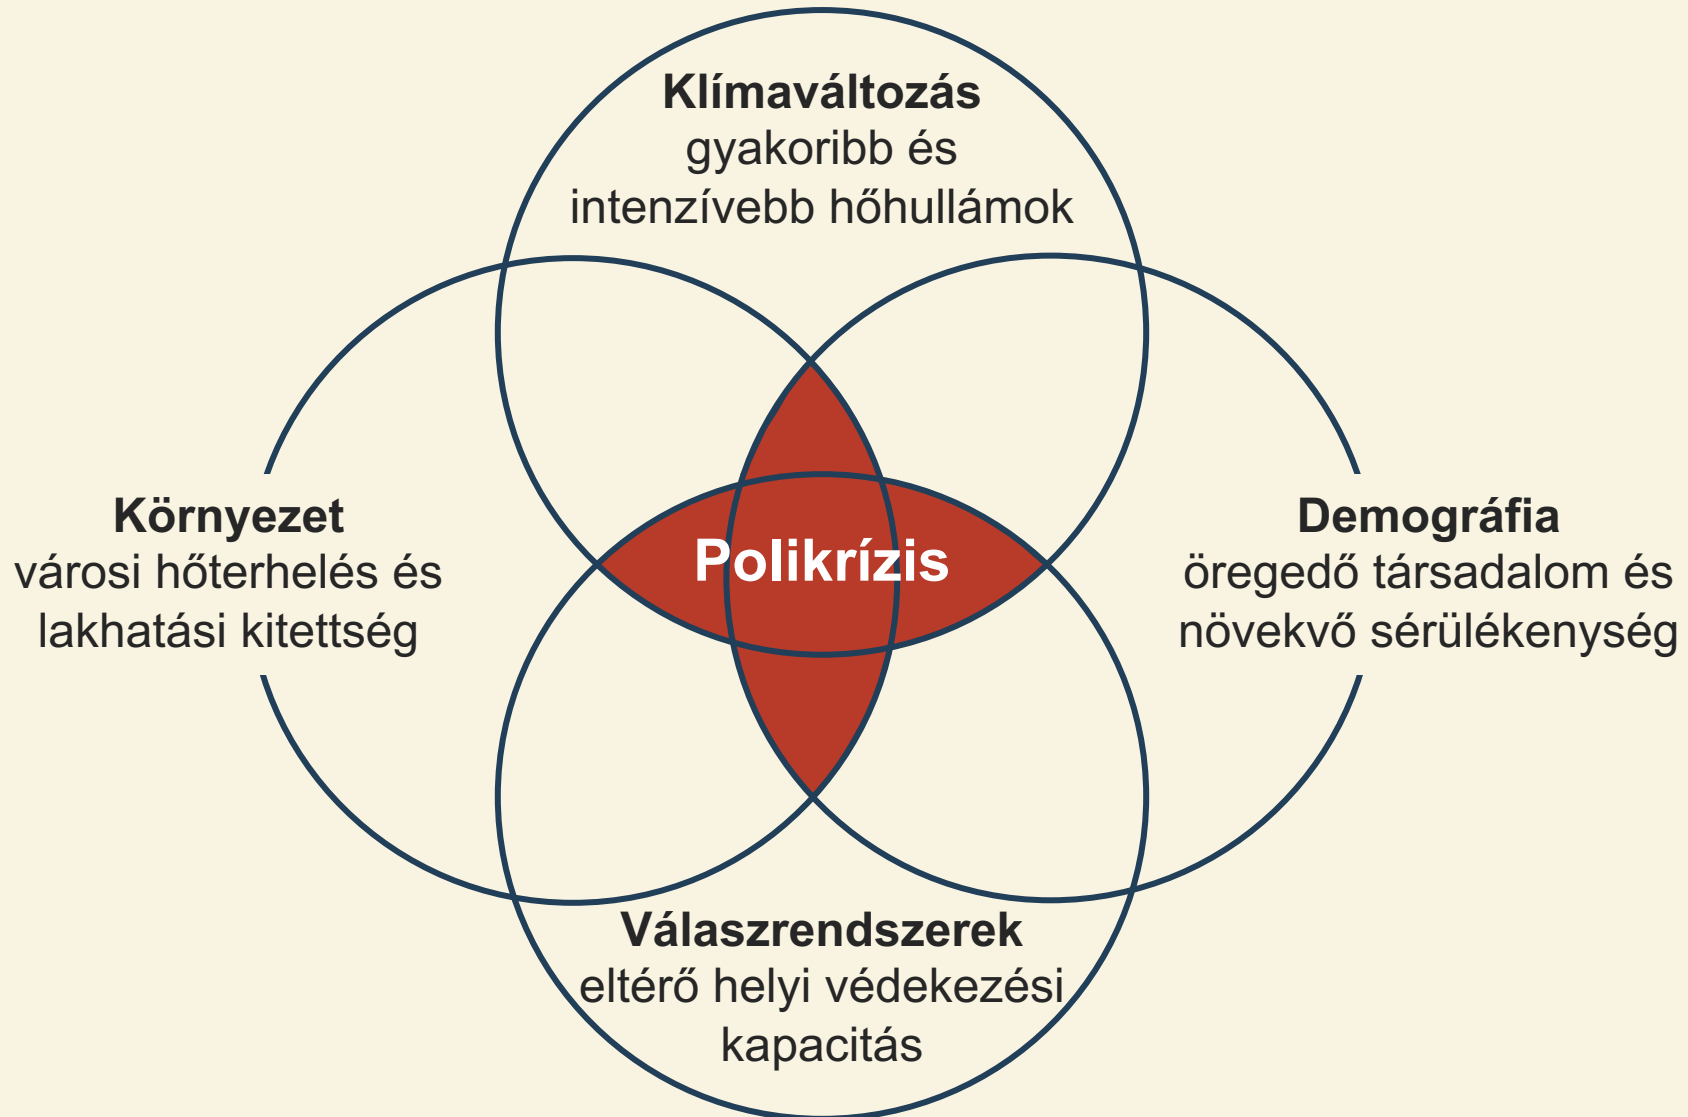 Klímaváltozás
gyakoribb és
intenzívebb hőhullámok
Környezet
városi hőterhelés és
lakhatási kitettség
Polikrízis
Demográfia
öregedő társadalom és
növekvő sérülékenység
Válaszrendszerek
eltérő helyi védekezési
kapacitás